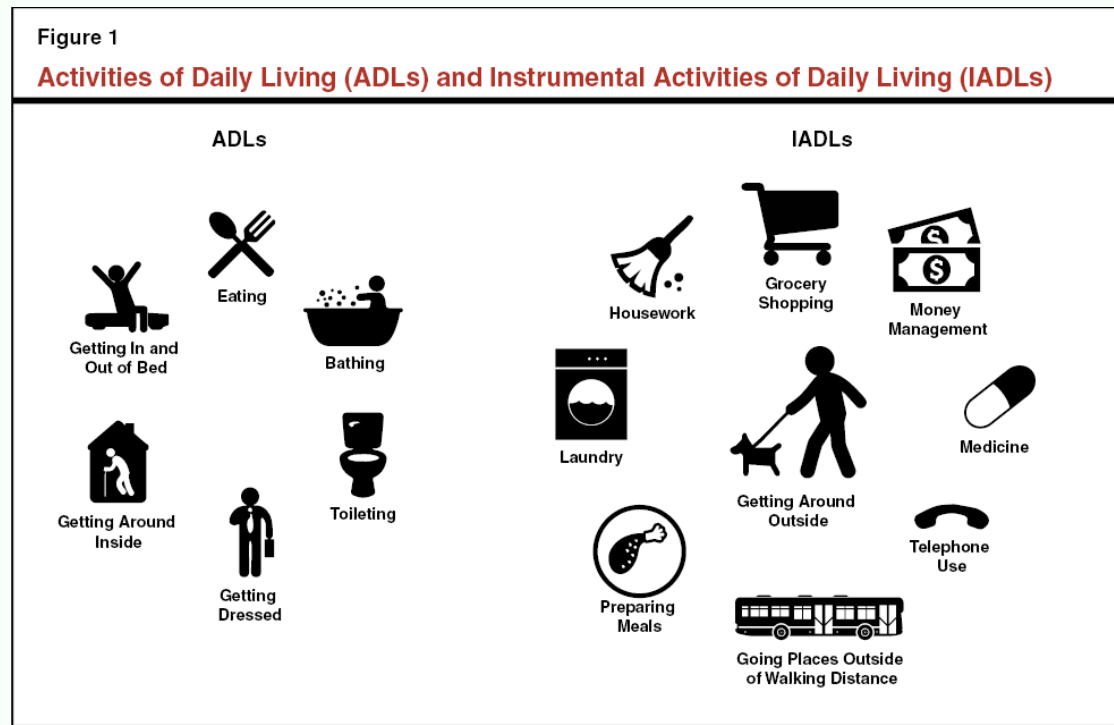 Figure 1
Activities of Daily Living (ADLs) and Instrumental Activities of Daily Living (IADLs)
ADLs
Eating
Getting In and
Out of Bed
Bathing
Getting Around
Inside
Toileting
Getting
Dressed
IADLs
Housework
Grocery
Shopping
Money
Management
Laundry
Getting Around
Outside
Medicine
Preparing
Meals
Telephone
Use
Going Places Outside
of Walking Distance